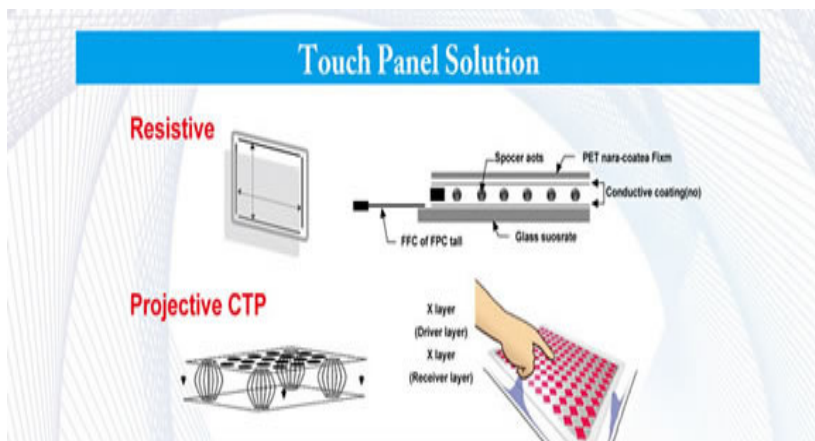 Touch Panel Solution
Resistive
Spocer aots
PET nara-coatea Fixm
Conductive coating(no)
FFC of FPC tall
Glass suosrate
Projective CTP
X layer
(Driver layer)
X layer
(Receiver layer)